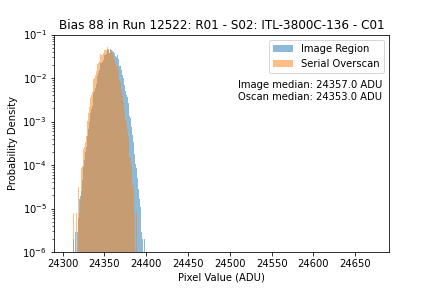 Bias 88 in Run 12522: R01 - S02: ITL-3800C-136 - C01
Image Region
Serial Overscan
Image median: 24357.0 ADU
Oscan median: 24353.0 ADU
Probability Density
10⁻¹
10⁻²
10⁻³
10⁻⁴
10⁻⁵
10⁻⁶
24300 24350 24400 24450 24500 24550 24600 24650
Pixel Value (ADU)